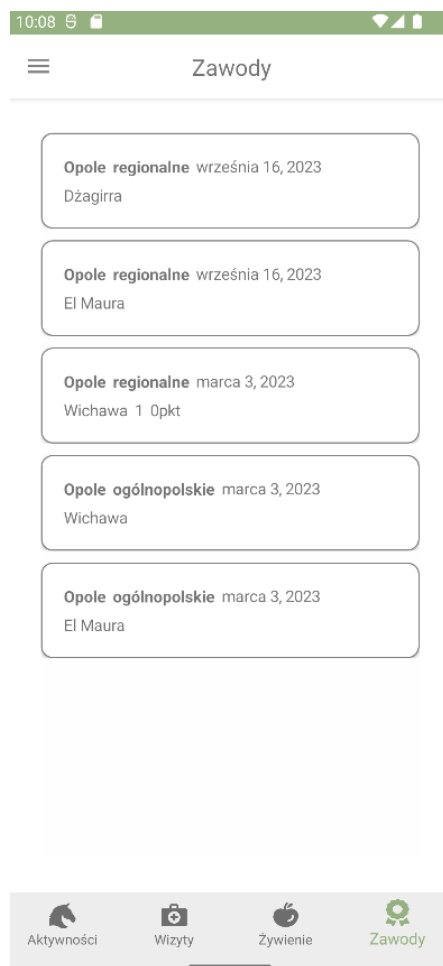 10:08
Zawody
Opole regionalne września 16, 2023
Dżagirra
Opole regionalne września 16, 2023
El Maura
Opole regionalne marca 3, 2023
Wichawa 1 0pkt
Opole ogólnopolskie marca 3, 2023
Wichawa
Opole ogólnopolskie marca 3, 2023
El Maura
Aktywności Wizyty Żywienie Zawody